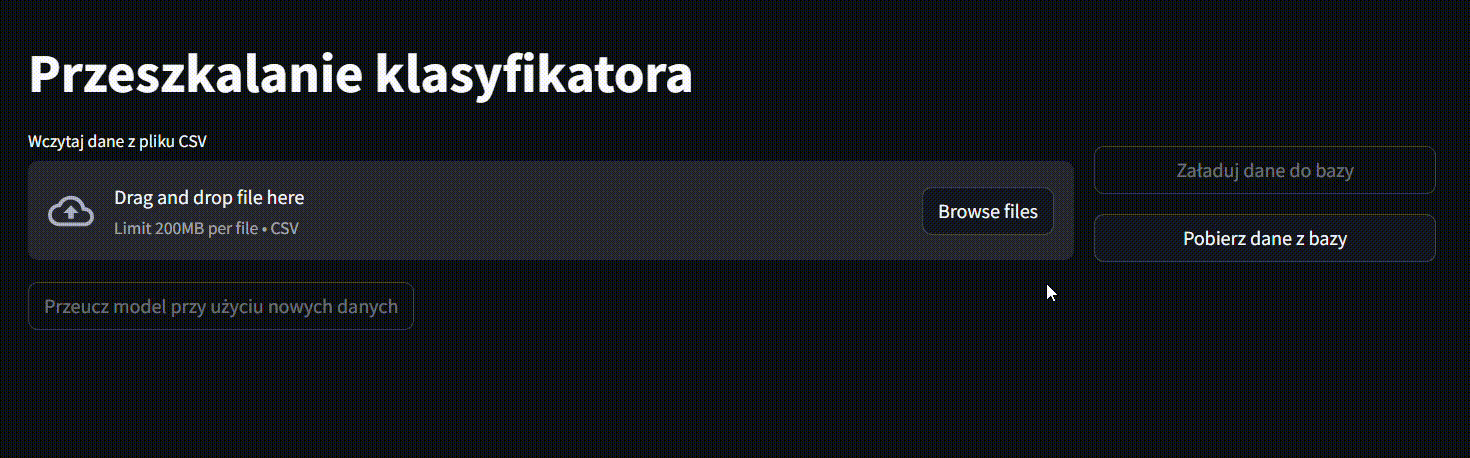 Przeszkalanie klasyfikatora
Wczytaj dane z pliku CSV
Drag and drop file here
Limit 200MB per file • CSV
Browse files
Załaduj dane do bazy
Pobierz dane z bazy
Przeucz model przy użyciu nowych danych